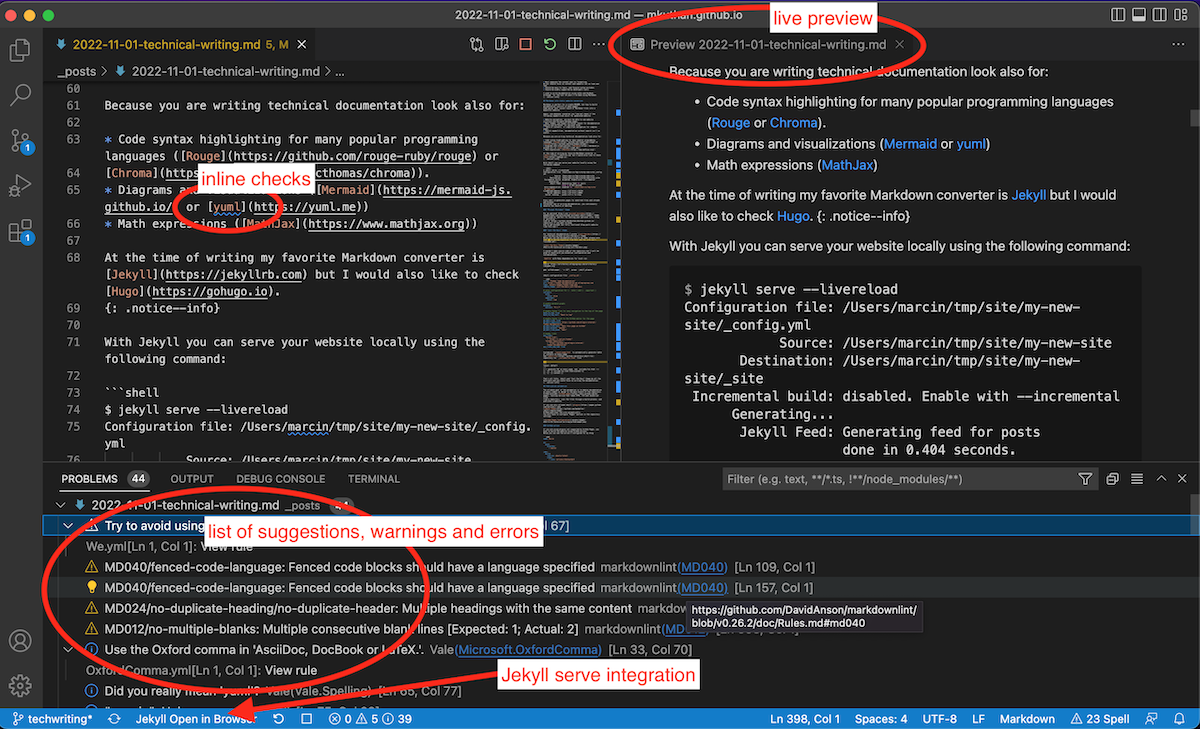 2022-11-01-technical-writing.md — mkuthan.github.io
live preview
2022-11-01-technical-writing.md 5, M
Preview 2022-11-01-technical-writing.md
_posts > 2022-11-01-technical-writing.md > ...
60
61 Because you are writing technical documentation look also for:
62
63 * Code syntax highlighting for many popular programming
languages ([Rouge](https://github.com/rouge-ruby/rouge) or
64 [Chroma](https:// cthomas/chroma)).
inline checks
65 * Diagrams [Mermaid](https://mermaid-js.
github.io/ or [yuml](https://yuml.me))
66 * Math expressions ([MathJax](https://www.mathjax.org))
67
68 At the time of writing my favorite Markdown converter is
[Jekyll](https://jekyllrb.com) but I would also like to check
[Hugo](https://gohugo.io).
69 {: .notice--info}
70
71 With Jekyll you can serve your website locally using the
following command:
72
73 ```shell
74 $ jekyll serve --livereload
75 Configuration file: /Users/marcin/tmp/site/my-new-site/_config.
yml
76 Source: /Users/marcin/tmp/site/my-new-site
Because you are writing technical documentation look also for:
• Code syntax highlighting for many popular programming languages
(Rouge or Chroma).
• Diagrams and visualizations (Mermaid or yuml)
• Math expressions (MathJax)
At the time of writing my favorite Markdown converter is Jekyll but I would
also like to check Hugo. {: .notice--info}
With Jekyll you can serve your website locally using the following command:
$ jekyll serve --livereload
Configuration file: /Users/marcin/tmp/site/my-new-
site/_config.yml
Source: /Users/marcin/tmp/site/my-new-site
Destination: /Users/marcin/tmp/site/my-new-
site/_site
Incremental build: disabled. Enable with --incremental
Generating...
Jekyll Feed: Generating feed for posts
done in 0.404 seconds.
PROBLEMS 44 OUTPUT DEBUG CONSOLE TERMINAL
Filter (e.g. text, **/*.ts, !**/node_modules/**)
2022-11-01-technical-writing.md _posts 44
Try to avoid using 67]
list of suggestions, warnings and errors
We.yml[Ln 1, Col 1]: View rule
MD040/fenced-code-language: Fenced code blocks should have a language specified markdownlint(MD040) [Ln 109, Col 1]
MD040/fenced-code-language: Fenced code blocks should have a language specified markdownlint(MD040) [Ln 157, Col 1]
MD024/no-duplicate-heading/no-duplicate-header: Multiple headings with the same content
https://github.com/DavidAnson/markdownlint/
blob/v0.26.2/doc/Rules.md#md040
MD012/no-multiple-blanks: Multiple consecutive blank lines [Expected: 1; Actual: 2] markdownlint
Use the Oxford comma in 'AsciiDoc, DocBook or LaTeX.'. Vale(Microsoft.OxfordComma) [Ln 33, Col 70]
OxfordComma.yml[Ln 1, Col 1]: View rule
Jekyll serve integration
Did you really mean 'yuml'? Vale(Vale.Spelling) [Ln 65, Col 77]
techwriting* Jekyll Open in Browser 0 5 39
Ln 398, Col 1 Spaces: 4 UTF-8 LF Markdown 23 Spell
1
1